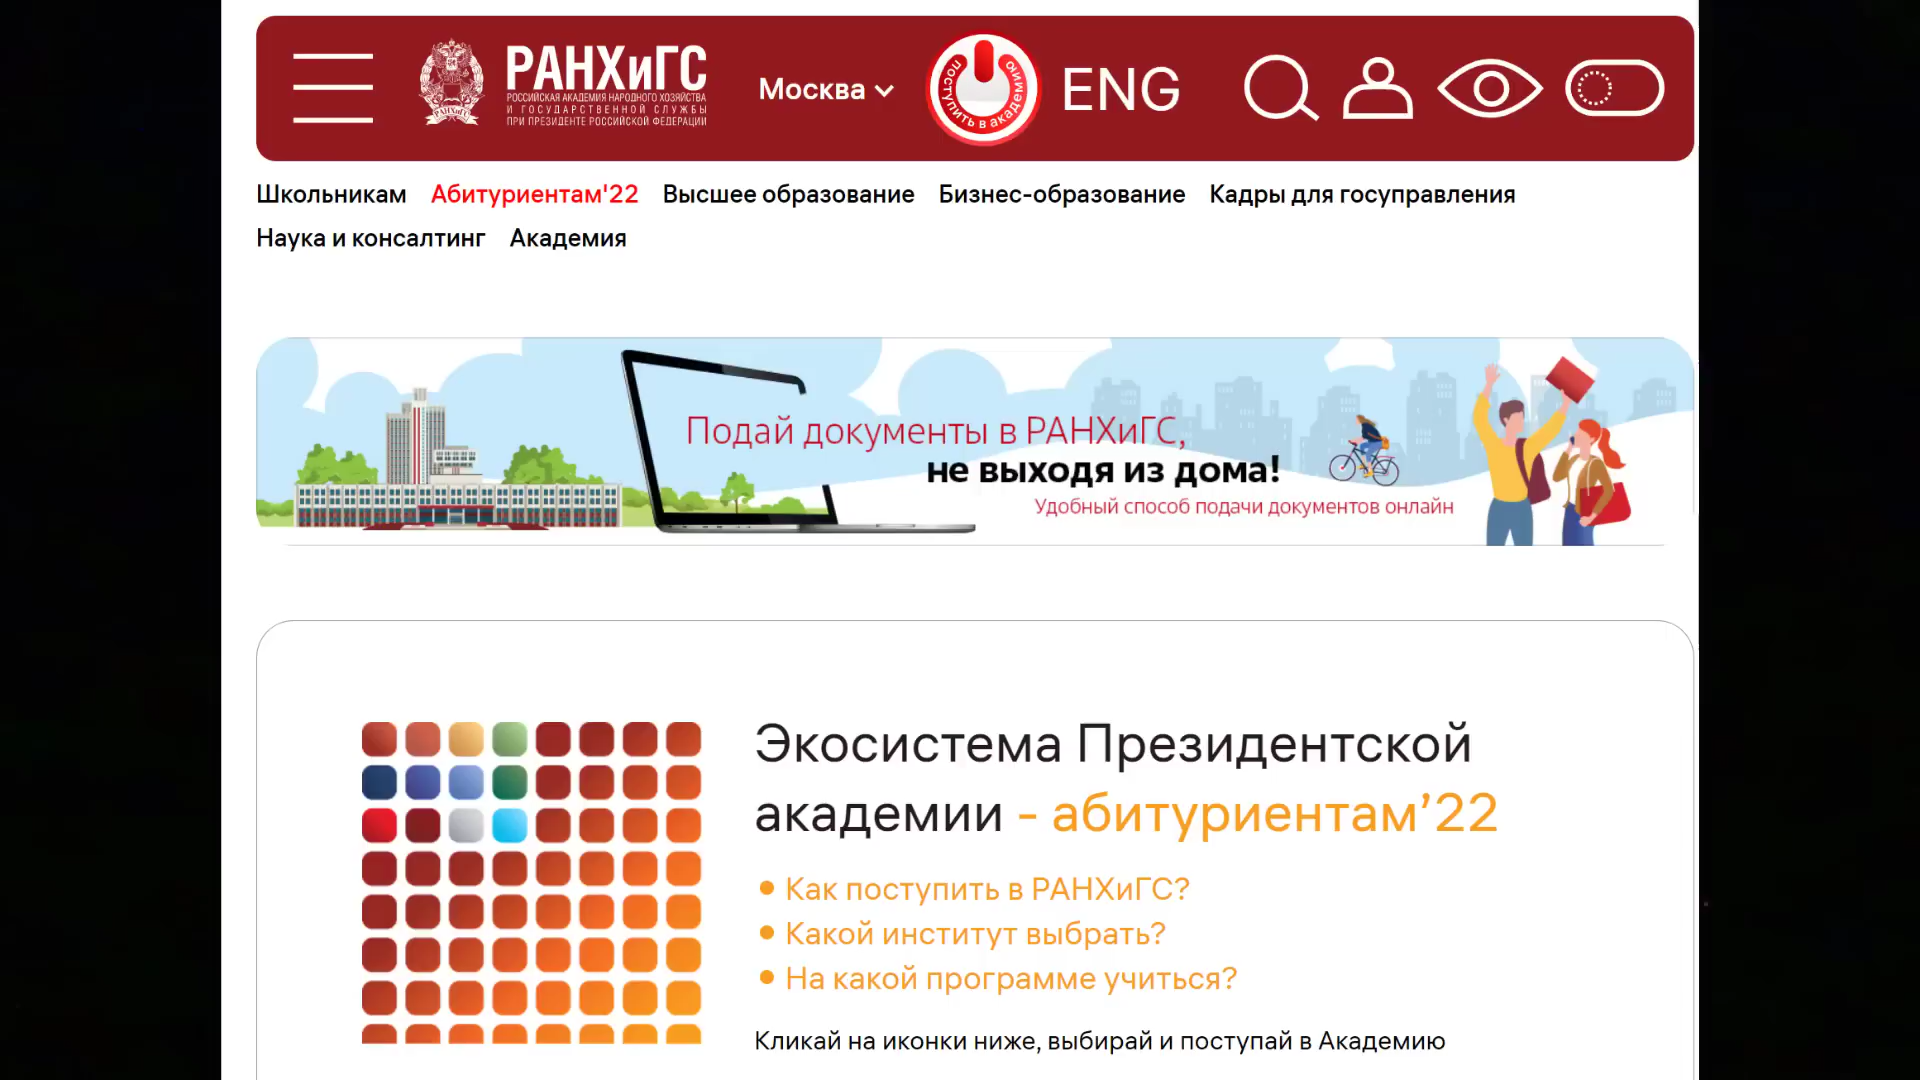 РАНХиГС
РОССИЙСКАЯ АКАДЕМИЯ НАРОДНОГО ХОЗЯЙСТВА
И ГОСУДАРСТВЕННОЙ СЛУЖБЫ
ПРИ ПРЕЗИДЕНТЕ РОССИЙСКОЙ ФЕДЕРАЦИИ
Москва
поступить в академию
ENG
Школьникам Абитуриентам'22 Высшее образование Бизнес-образование Кадры для госуправления
Наука и консалтинг Академия
Подай документы в РАНХиГС,
не выходя из дома!
Удобный способ подачи документов онлайн
Экосистема Президентской
академии - абитуриентам’22
• Как поступить в РАНХиГС?
• Какой институт выбрать?
• На какой программе учиться?
Кликай на иконки ниже, выбирай и поступай в Академию